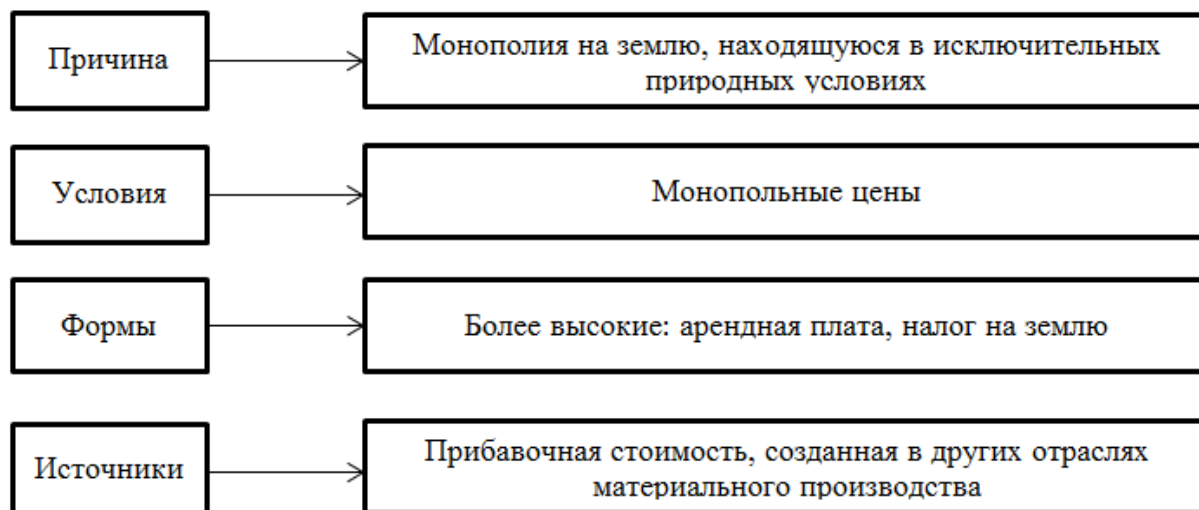 Причина
Монополия на землю, находящуюся в исключительных
природных условиях
Условия
Монопольные цены
Формы
Более высокие: арендная плата, налог на землю
Источники
Прибавочная стоимость, созданная в других отраслях
материального производства